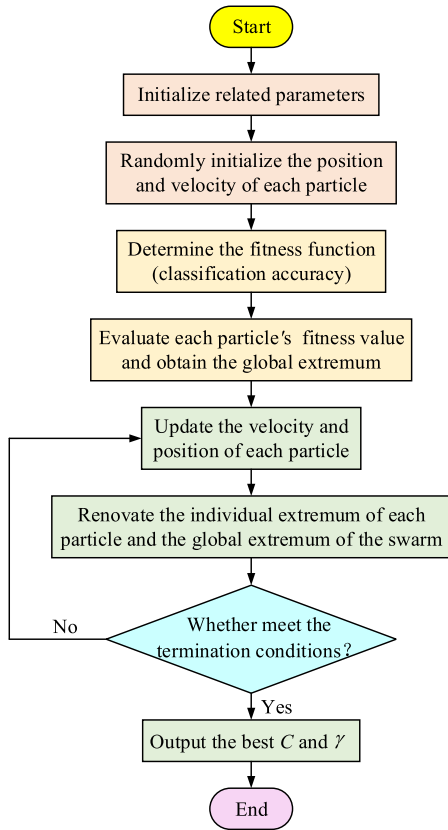 Start
Initialize related parameters
Randomly initialize the position
and velocity of each particle
Determine the fitness function
(classification accuracy)
Evaluate each particle's fitness value
and obtain the global extremum
Update the velocity and
position of each particle
Renovate the individual extremum of each
particle and the global extremum of the swarm
Whether meet the
termination conditions?
No
Yes
Output the best C and γ
End